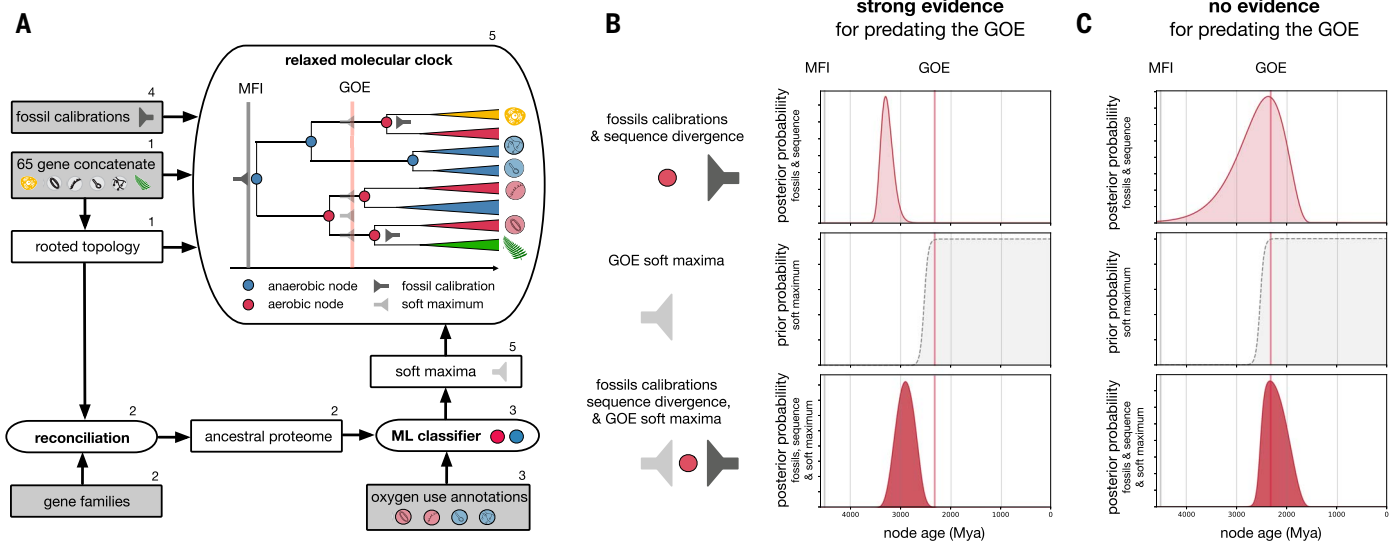 A
5
relaxed molecular clock
MFI
GOE
4
fossil calibrations
1
65 gene concatenate
1
rooted topology
anaerobic node
fossil calibration
aerobic node
soft maximum
5
soft maxima
2
reconciliation
2
ancestral proteome
3
ML classifier
2
gene families
3
oxygen use annotations
B
strong evidence
for predating the GOE
MFI
GOE
fossils calibrations
& sequence divergence
posterior probability
fossils & sequence
GOE soft maxima
prior probability
soft maximum
fossils calibrations
sequence divergence,
& GOE soft maxima
posterior probability
fossils, sequence
& soft maximum
4000
3000
2000
1000
0
node age (Mya)
C
no evidence
for predating the GOE
MFI
GOE
posterior probability
fossils & sequence
prior probability
soft maximum
posterior probability
fossils & sequence
& soft maximum
4000
3000
2000
1000
0
node age (Mya)